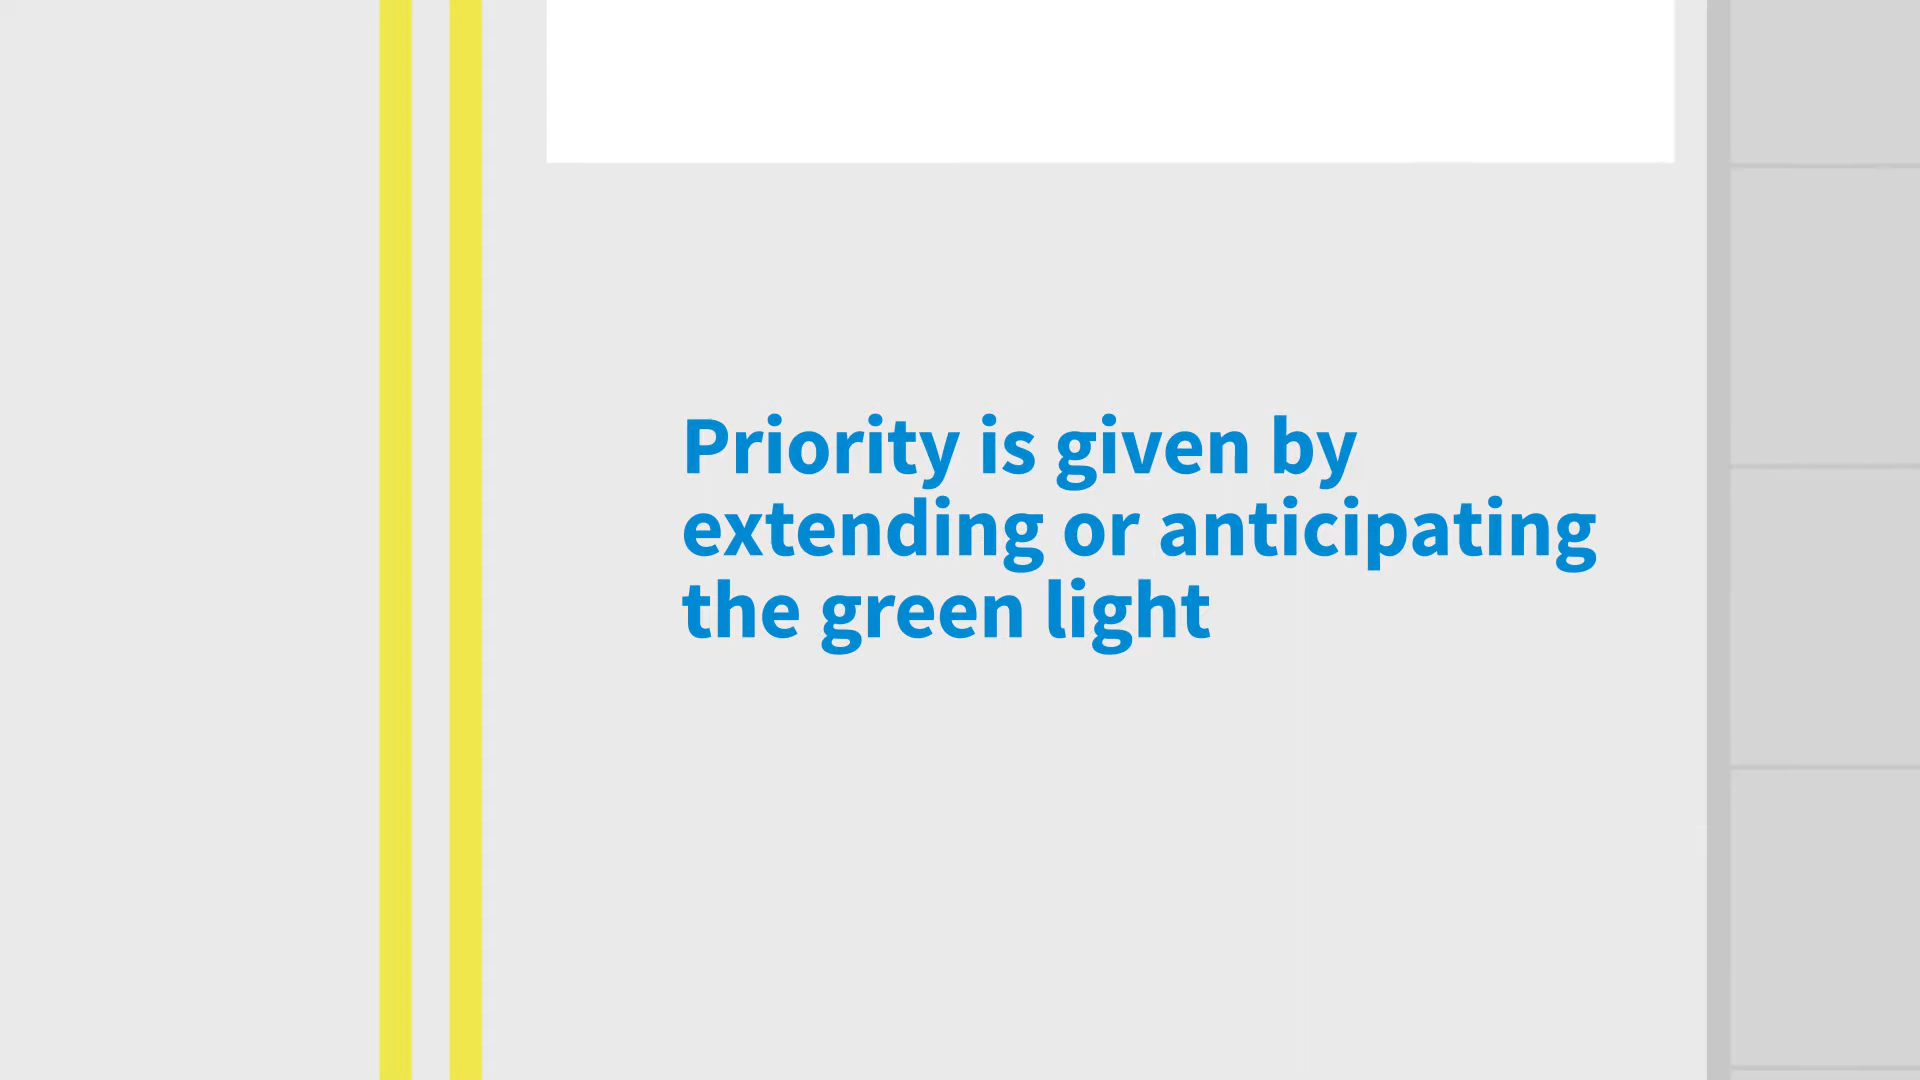 Priority is given by
extending or anticipating
the green light